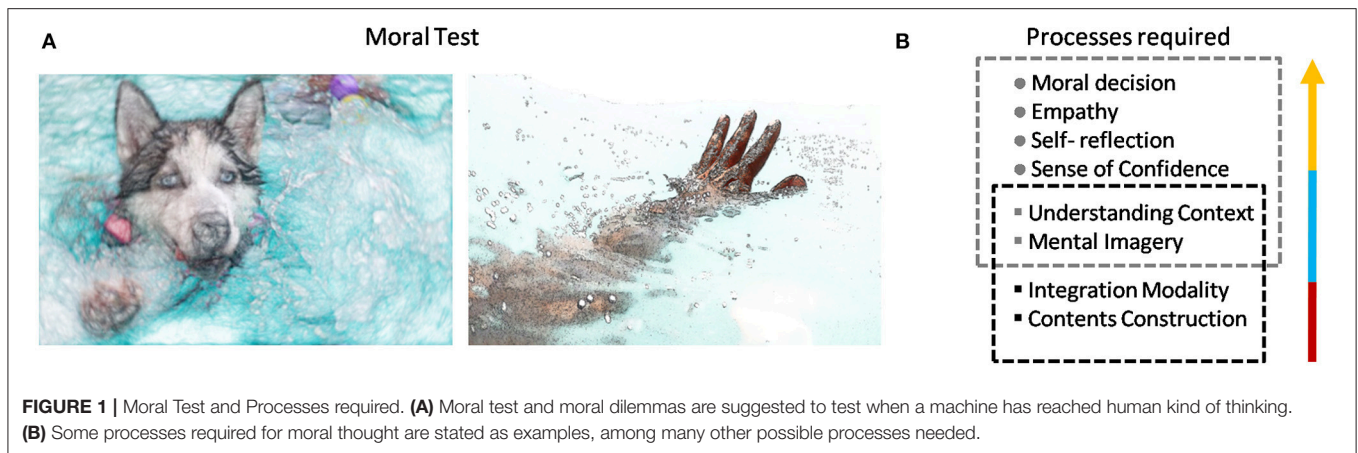 A
Moral Test
B
Processes required
Moral decision
Empathy
Self- reflection
Sense of Confidence
Understanding Context
Mental Imagery
Integration Modality
Contents Construction
FIGURE 1 | Moral Test and Processes required. (A) Moral test and moral dilemmas are suggested to test when a machine has reached human kind of thinking.
(B) Some processes required for moral thought are stated as examples, among many other possible processes needed.